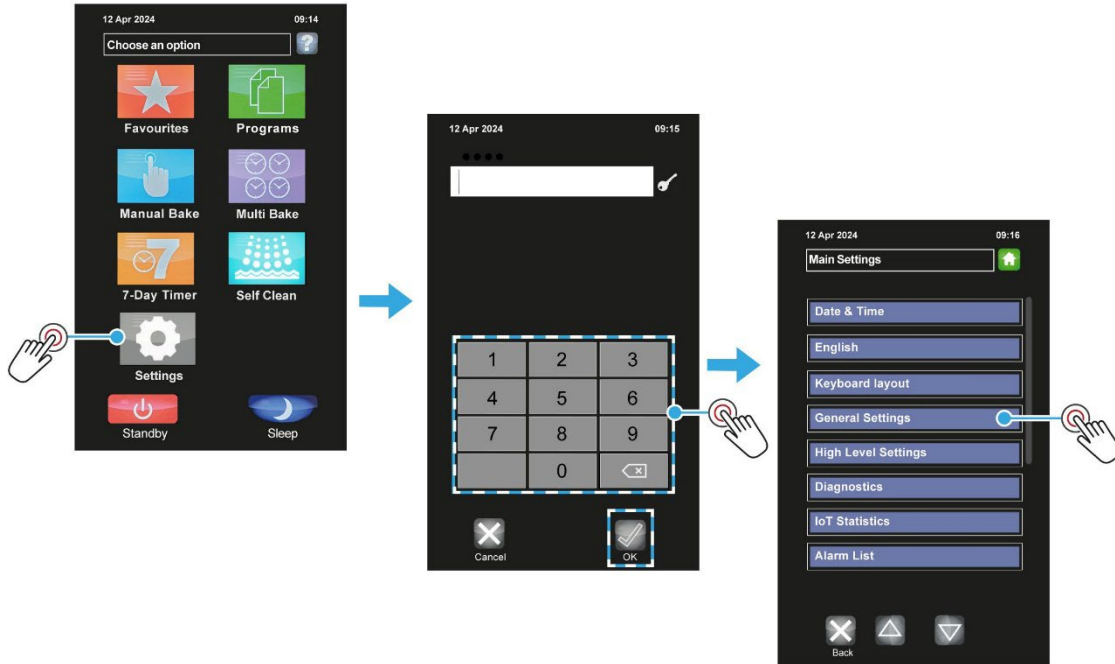 12 Apr 2024 09:14
Choose an option ?
Favourites Programs
Manual Bake Multi Bake
7
7-Day Timer Self Clean
Settings
Standby Sleep
12 Apr 2024 09:15
1 2 3
4 5 6
7 8 9
0
Cancel OK
12 Apr 2024 09:16
Main Settings
Date & Time
English
Keyboard layout
General Settings
High Level Settings
Diagnostics
IoT Statistics
Alarm List
Back